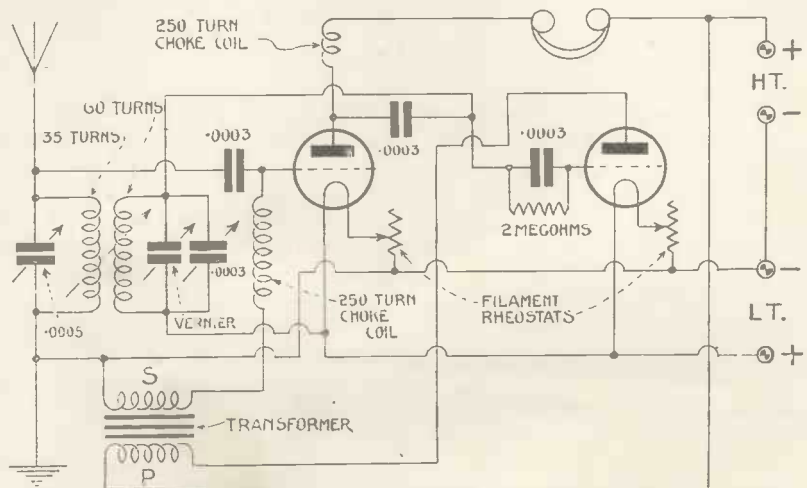 250 TURN
CHOKE COIL
+
HT.
-
60 TURNS
35 TURNS
·0003
·0003
·0003
2 MEGOHMS
·0003
·0005
VERNIER
250 TURN
CHOKE
COIL
FILAMENT
RHEOSTATS
-
LT.
+
S
TRANSFORMER
P